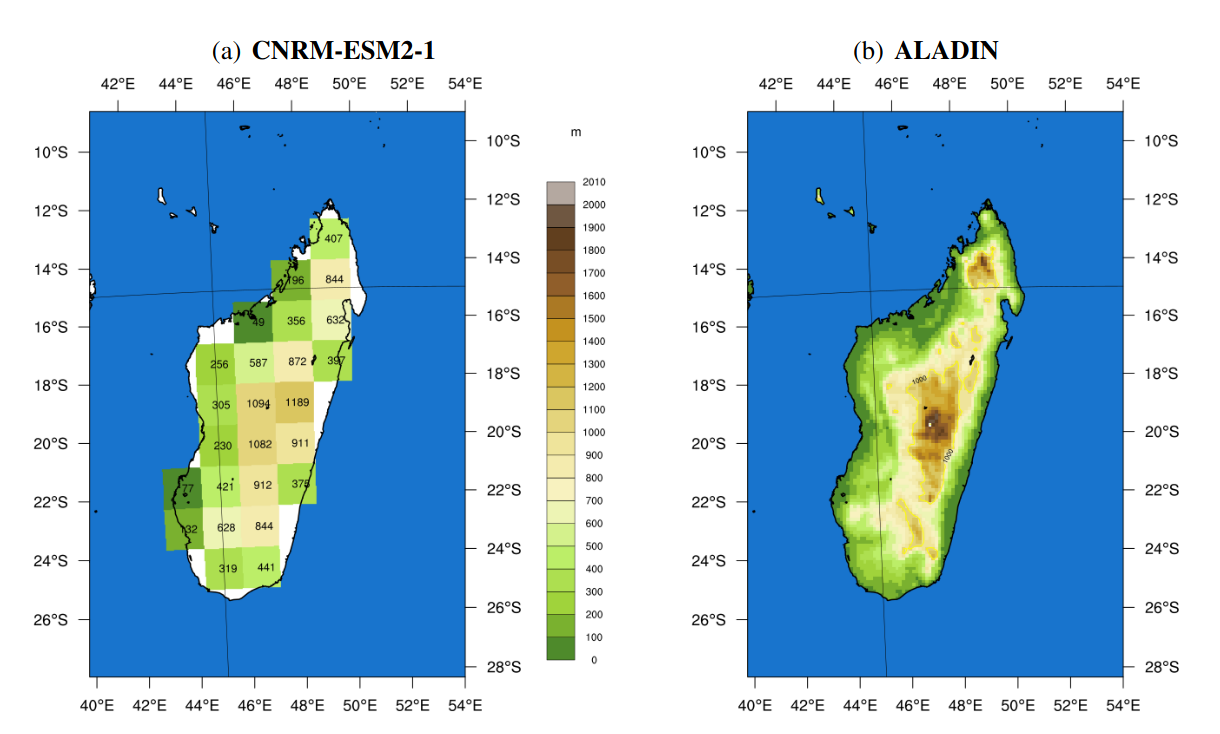 (a) CNRM-ESM2-1
(b) ALADIN
42°E 44°E 46°E 48°E 50°E 52°E 54°E
42°E 44°E 46°E 48°E 50°E 52°E 54°E
10°S
12°S
14°S
16°S
18°S
20°S
22°S
24°S
26°S
407
196 844
49 356 632
256 587 872 397
305 1094 1189
230 1082 911
77 421 912 378
132 628 844
319 441
10°S
12°S
14°S
16°S
18°S
20°S
22°S
24°S
26°S
28°S
40°E 42°E 44°E 46°E 48°E 50°E 52°E 54°E
m
2010
2000
1900
1800
1700
1600
1500
1400
1300
1200
1100
1000
900
800
700
600
500
400
300
200
100
0
10°S
12°S
14°S
16°S
18°S
20°S
22°S
24°S
26°S
1000
1000
10°S
12°S
14°S
16°S
18°S
20°S
22°S
24°S
26°S
28°S
40°E 42°E 44°E 46°E 48°E 50°E 52°E 54°E